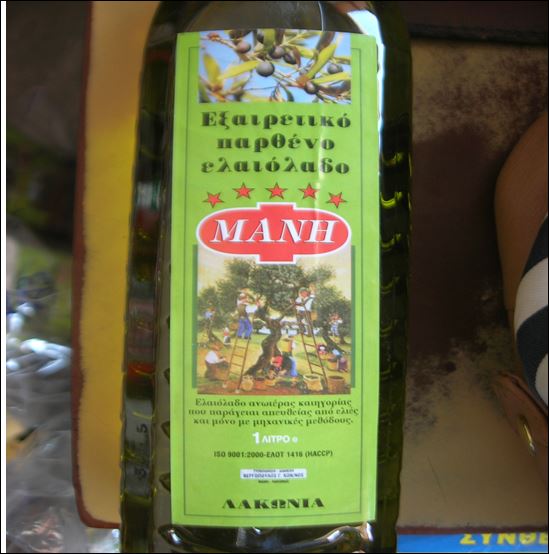 Εξαιρετικό
παρθένο
ελαιόλαδο
ΜΑΝΗ
Ελαιόλαδο ανωτέρας κατηγορίας
που παράγεται απευθείας από ελιές
και μόνο με μηχανικές μεθόδους.
1 ΛΙΤΡΟ e
ISO 9001:2000-ΕΛΟΤ 1416 (HACCP)
ΛΑΚΩΝΙΑ
ΣΥΝΘ